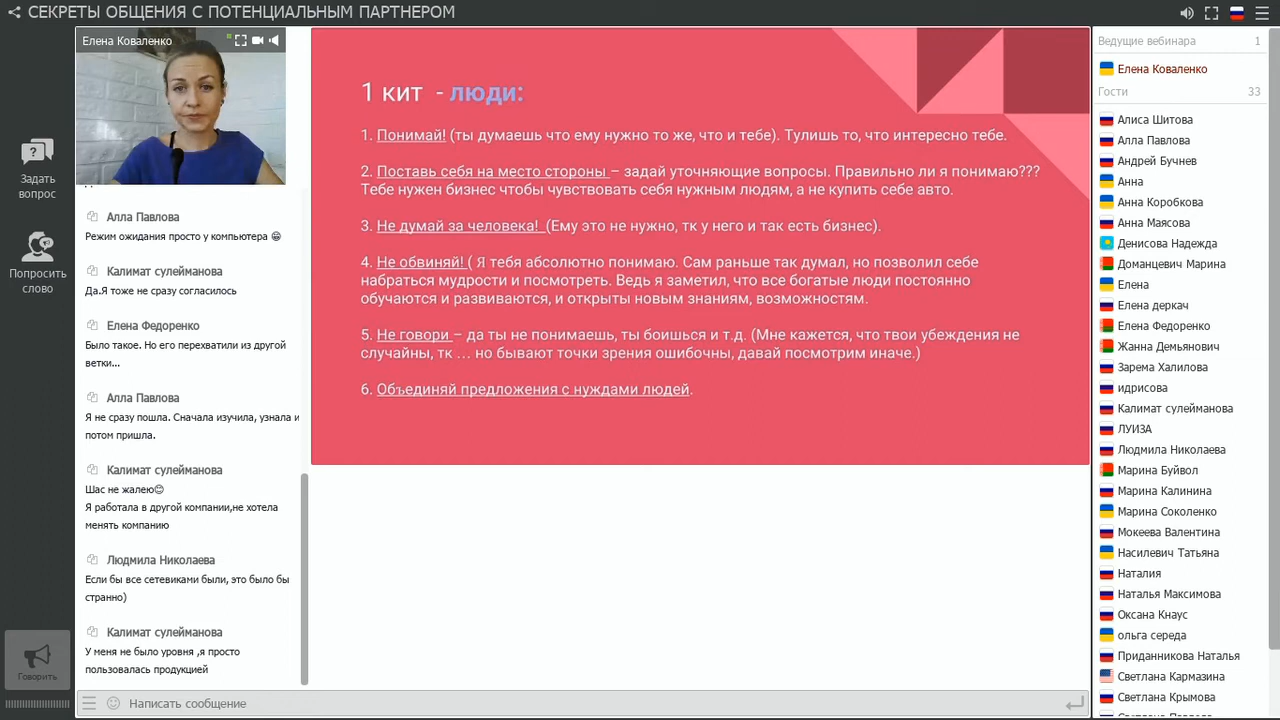 СЕКРЕТЫ ОБЩЕНИЯ С ПОТЕНЦИАЛЬНЫМ ПАРТНЕРОМ
Задать
вопрос
Попросить
слово
Говорить
Елена Коваленко
Алла Павлова
Режим ожидания просто у компьютера 😁
Калимат сулейманова
Да.Я тоже не сразу согласилось
Елена Федоренко
Было такое. Но его перехватили из другой
ветки...
Алла Павлова
Я не сразу пошла. Сначала изучила, узнала и
потом пришла.
Калимат сулейманова
Шас не жалею😊
Я работала в другой компании,не хотела
менять компанию
Людмила Николаева
Если бы все сетевиками были, это было бы
странно)
Калимат сулейманова
У меня не было уровня ,я просто
пользовалась продукцией
Написать сообщение
1 кит - люди:
1. Понимай! (ты думаешь что ему нужно то же, что и тебе). Тулишь то, что интересно тебе.
2. Поставь себя на место стороны – задай уточняющие вопросы. Правильно ли я понимаю???
Тебе нужен бизнес чтобы чувствовать себя нужным людям, а не купить себе авто.
3. Не думай за человека! (Ему это не нужно, тк у него и так есть бизнес).
4. Не обвиняй! ( Я тебя абсолютно понимаю. Сам раньше так думал, но позволил себе
набраться мудрости и посмотреть. Ведь я заметил, что все богатые люди постоянно
обучаются и развиваются, и открыты новым знаниям, возможностям.
5. Не говори – да ты не понимаешь, ты боишься и т.д. (Мне кажется, что твои убеждения не
случайны, тк … но бывают точки зрения ошибочны, давай посмотрим иначе.)
6. Объединяй предложения с нуждами людей.
Ведущие вебинара 1
Елена Коваленко
Гости 33
Алиса Шитова
Алла Павлова
Андрей Бучнев
Анна
Анна Коробкова
Анна Маясова
Денисова Надежда
Доманцевич Марина
Елена
Елена деркач
Елена Федоренко
Жанна Демьянович
Зарема Халилова
идрисова
Калимат сулейманова
ЛУИЗА
Людмила Николаева
Марина Буйвол
Марина Калинина
Марина Соколенко
Мокеева Валентина
Насилевич Татьяна
Наталия
Наталья Максимова
Оксана Кнаус
ольга середа
Приданникова Наталья
Светлана Кармазина
Светлана Крымова